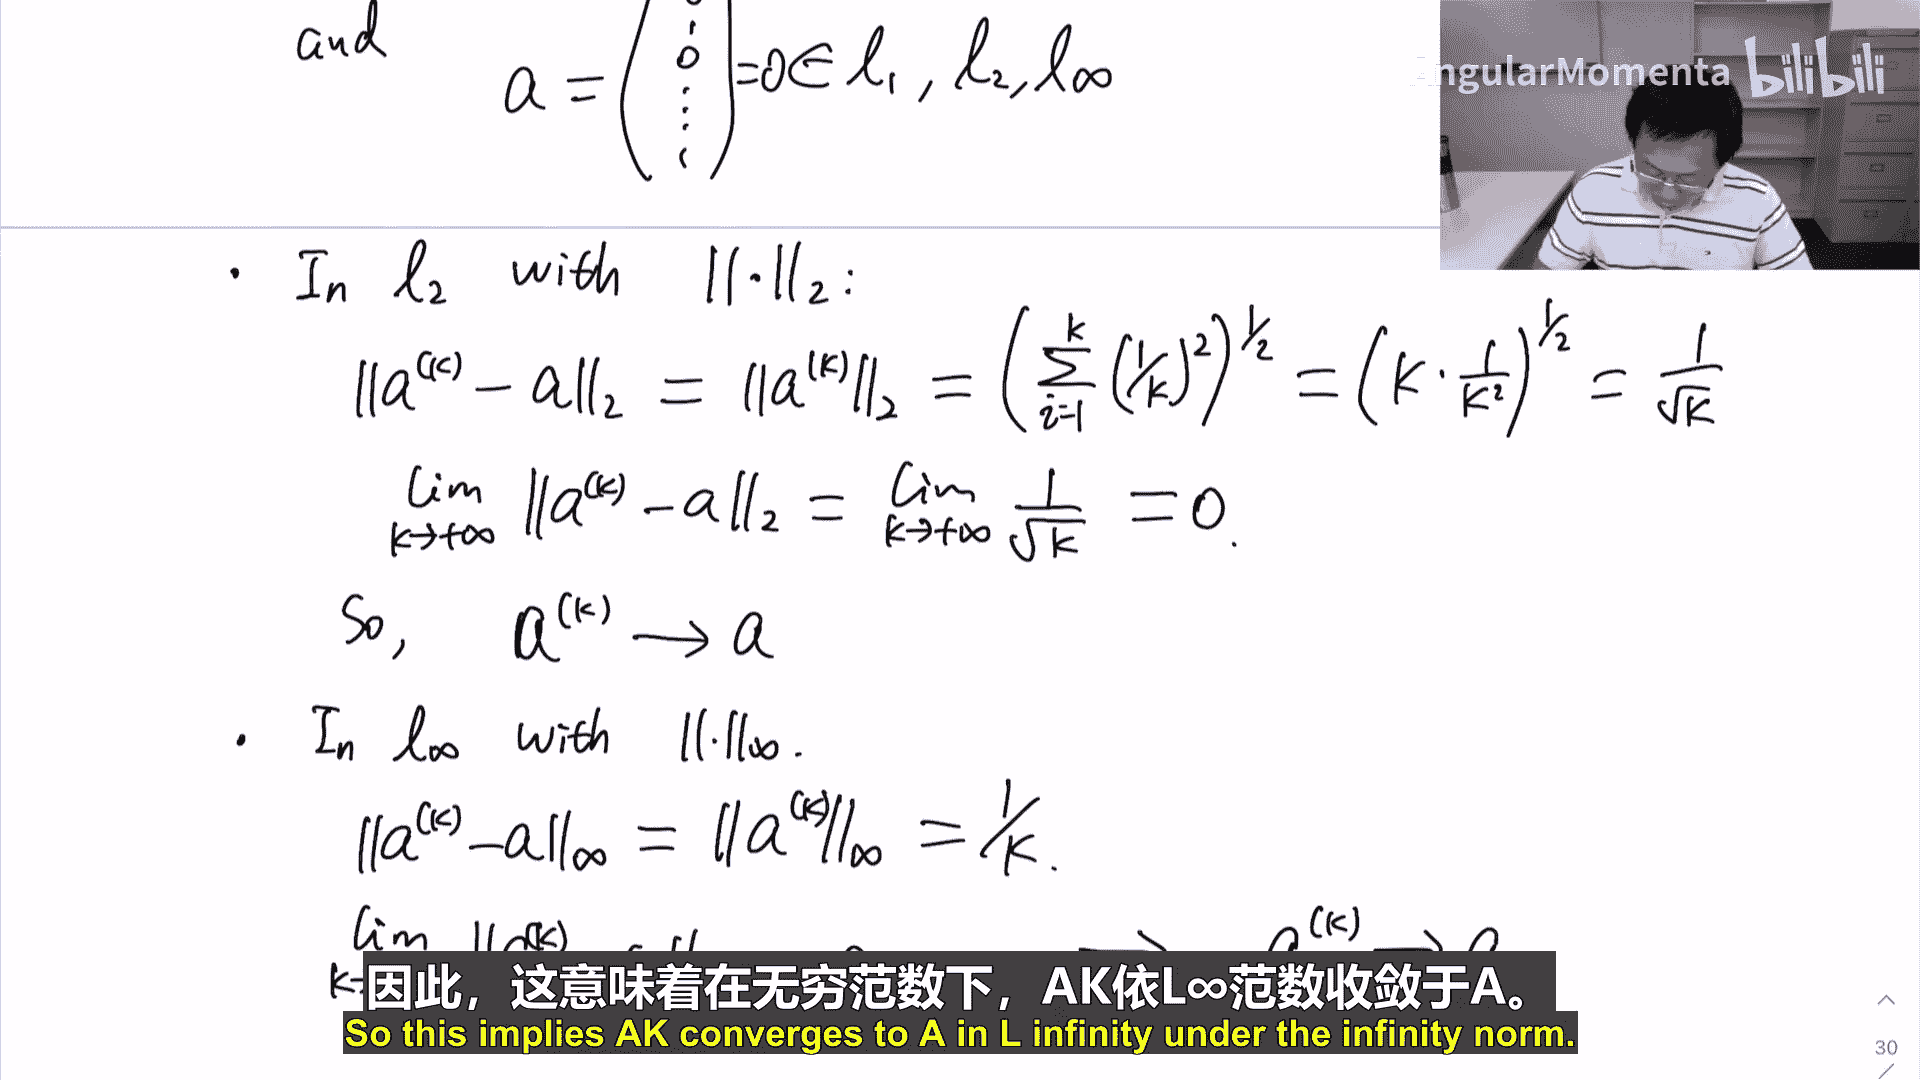 and
a = ( 0 ⋮ ) = 0 ∈ l₁, l₂, l∞
ngularMomenta bilibili
· In l₂ with ||·||₂:
||a^(k) − a||₂ = ||a^(k)||₂ = (∑_{i=1}^{k} (1/k)²)^{1/2} = (k · 1/k²)^{1/2} = 1/√k
lim_{k→+∞} ||a^(k) − a||₂ = lim_{k→+∞} 1/√k = 0.
So, a^(k) → a
· In l∞ with ||·||∞.
||a^(k) − a||∞ = ||a^(k)||∞ = 1/k.
lim ||a^(k) a^(k) → a
因此，这意味着在无穷范数下，AK依L∞范数收敛于A。
So this implies AK converges to A in L infinity under the infinity norm.
30